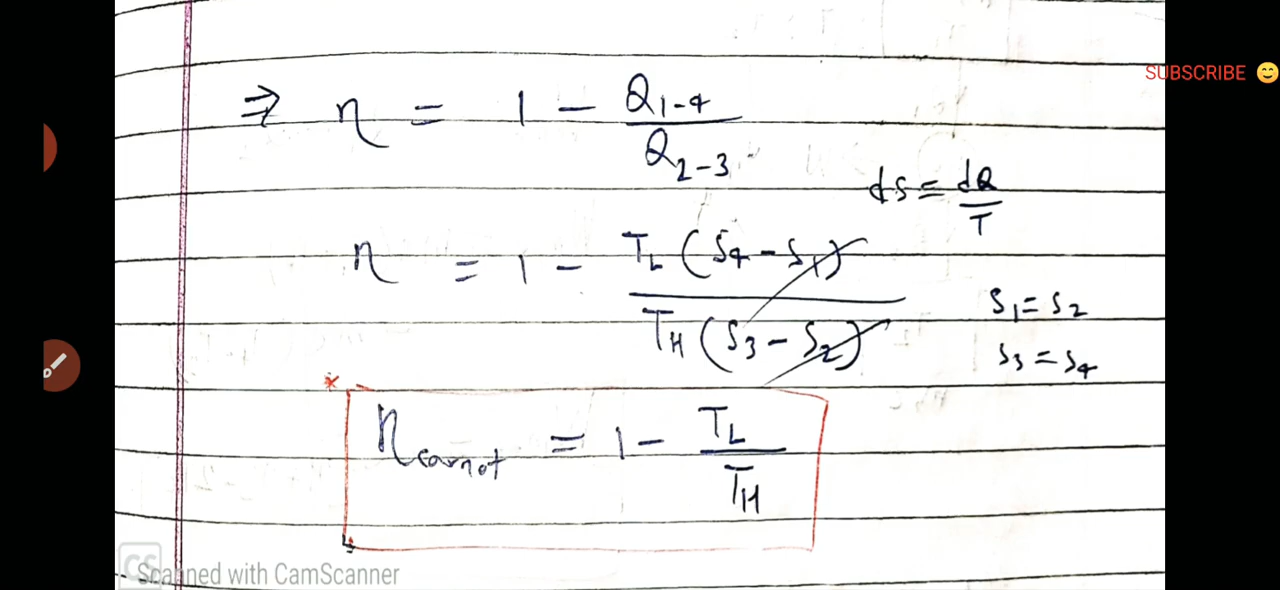 SUBSCRIBE 😊
⇒ η = 1 - Q1-4 / Q2-3
ds = dQ / T
η = 1 - TL (S4 - S1) / TH (S3 - S2)
S1 = S2
S3 = S4
* ηcarnot = 1 - TL / TH
CS Scanned with CamScanner